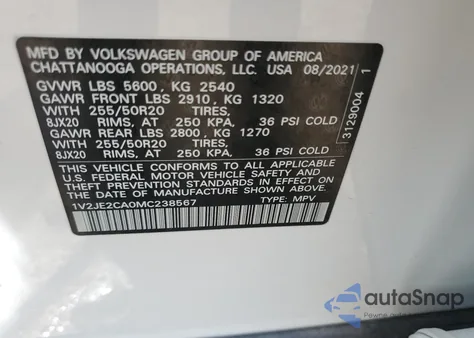 MFD BY VOLKSWAGEN GROUP OF AMERICA
CHATTANOOGA OPERATIONS, LLC. USA 08/2021
GVWR LBS 5600, KG 2540
GAWR FRONT LBS 2910, KG 1320
WITH 255/50R20 TIRES,
8JX20 RIMS, AT 250 KPA, 36 PSI COLD
GAWR REAR LBS 2800, KG 1270
WITH 255/50R20 TIRES,
8JX20 RIMS, AT 250 KPA, 36 PSI COLD
THIS VEHICLE CONFORMS TO ALL APPLICABLE
FEDERAL MOTOR VEHICLE SAFETY, BUMPER, AND
THEFT PREVENTION STANDARDS IN EFFECT ON
THE DATE OF MANUFACTURE SHOWN ABOVE.
1V2JE2CA0MC238567 TYPE: MPV
3129004 1
autoSnap